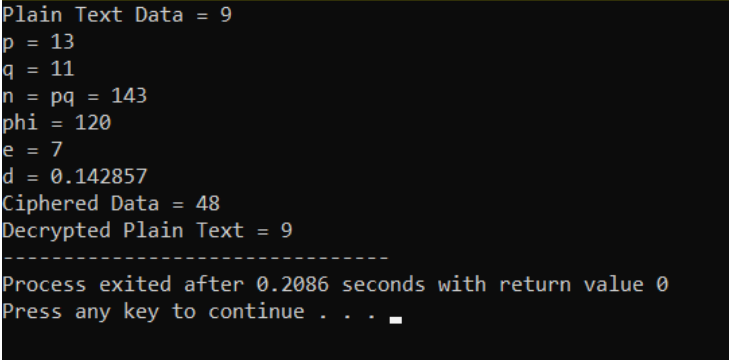 Plain Text Data = 9
p = 13
q = 11
n = pq = 143
phi = 120
e = 7
d = 0.142857
Ciphered Data = 48
Decrypted Plain Text = 9
--------------------------------
Process exited after 0.2086 seconds with return value 0
Press any key to continue . . .